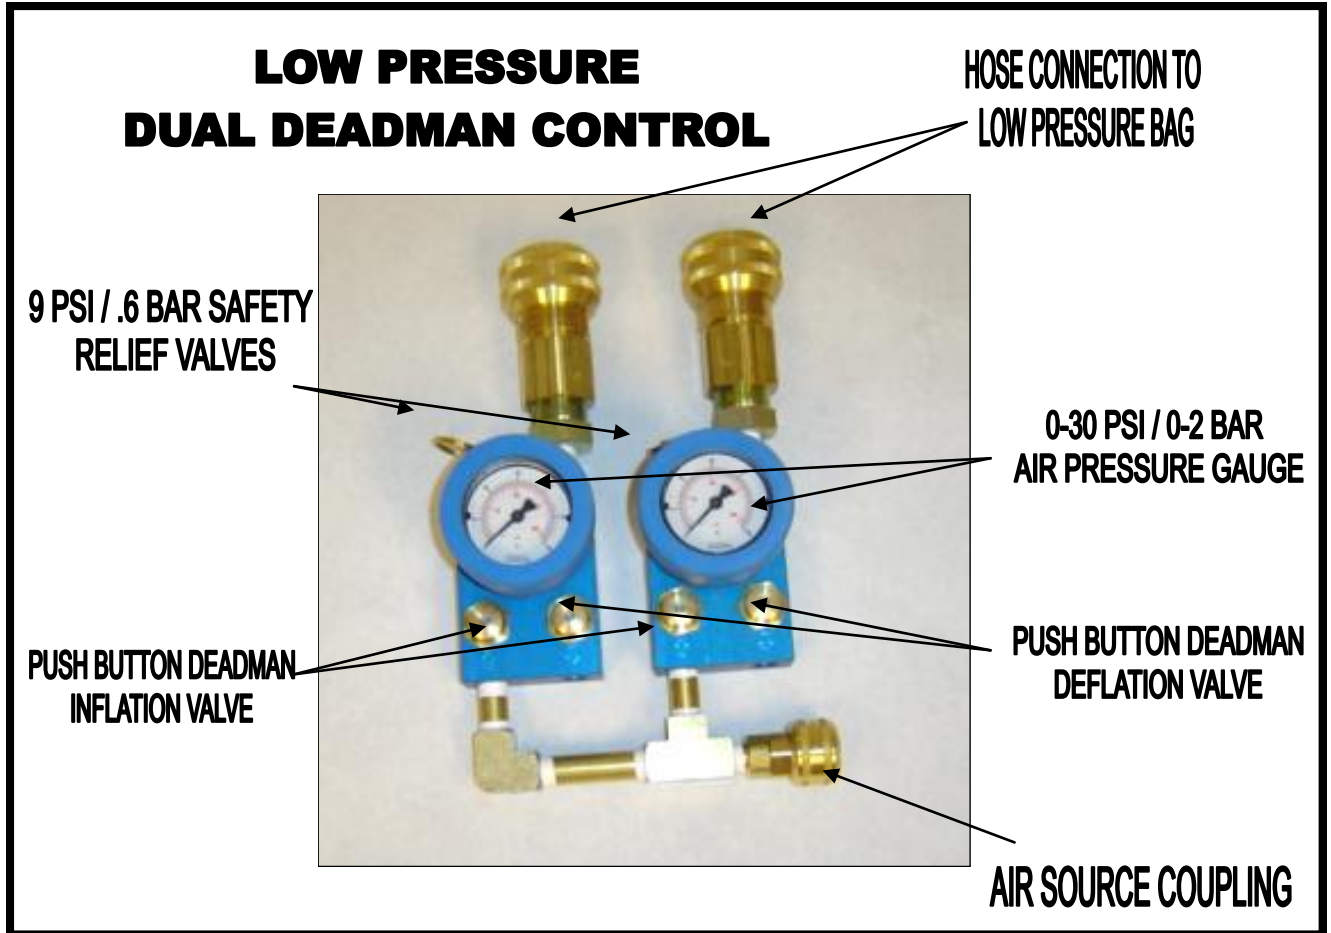 LOW PRESSURE
DUAL DEADMAN CONTROL
HOSE CONNECTION TO
LOW PRESSURE BAG
9 PSI / .6 BAR SAFETY
RELIEF VALVES
0-30 PSI / 0-2 BAR
AIR PRESSURE GAUGE
PUSH BUTTON DEADMAN
INFLATION VALVE
PUSH BUTTON DEADMAN
DEFLATION VALVE
AIR SOURCE COUPLING